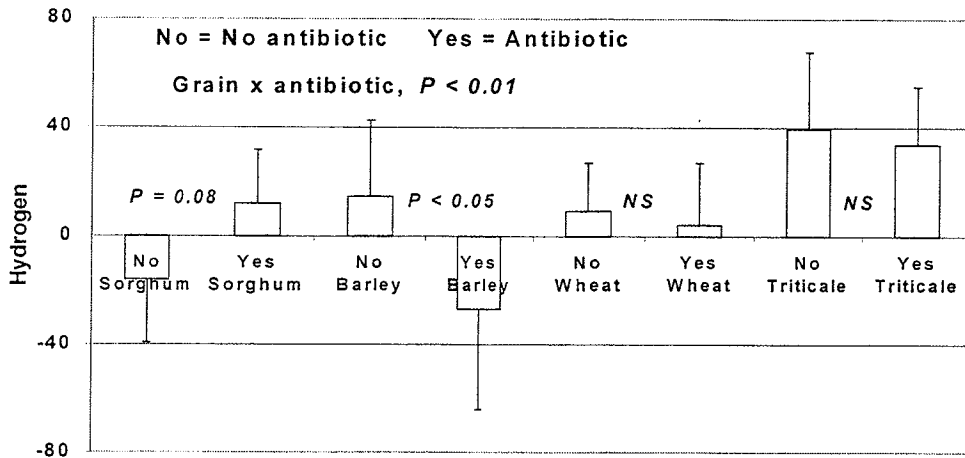 80
No = No antibiotic Yes = Antibiotic
Grain x antibiotic, P < 0.01
40
P = 0.08
P < 0.05
NS
NS
0
Hydrogen
No Yes No Yes No Yes No Yes
Sorghum Sorghum Barley Barley Wheat Wheat Triticale Triticale
-40
-80